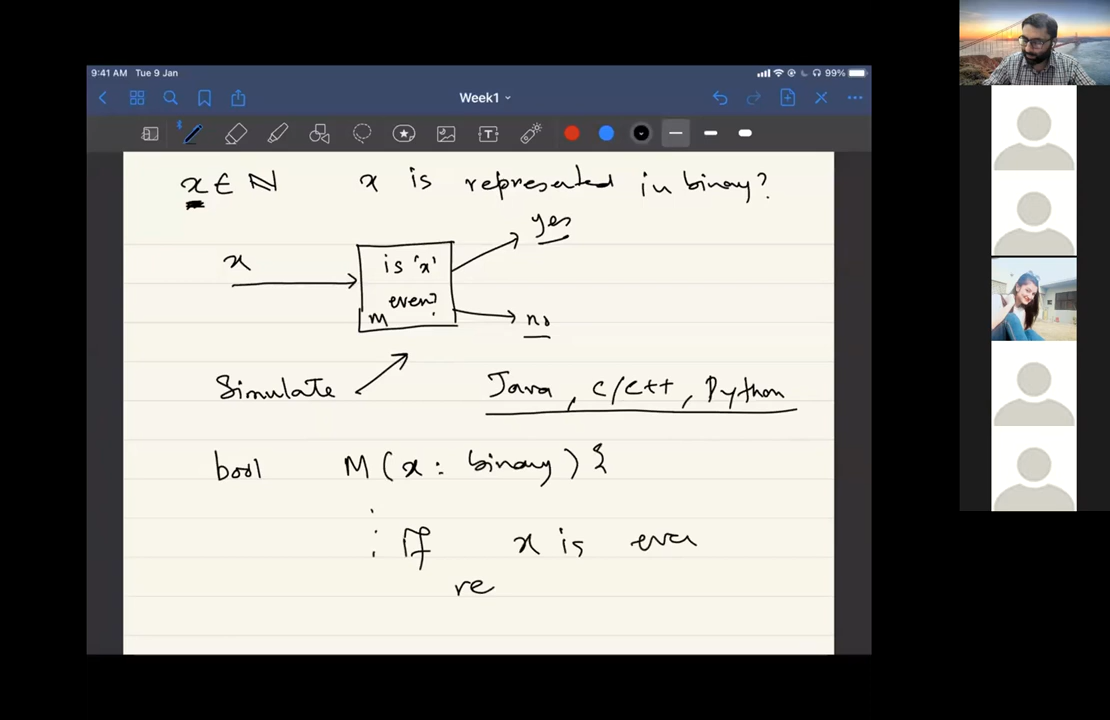 9:41 AM Tue 9 Jan
99%
Week1
x ∈ ℕ x is represented in binary?
yes
x
is 'x'
even?
M
no
Simulate
Java, C/C++, Python
bool M(x: binary) {
If x is even
re